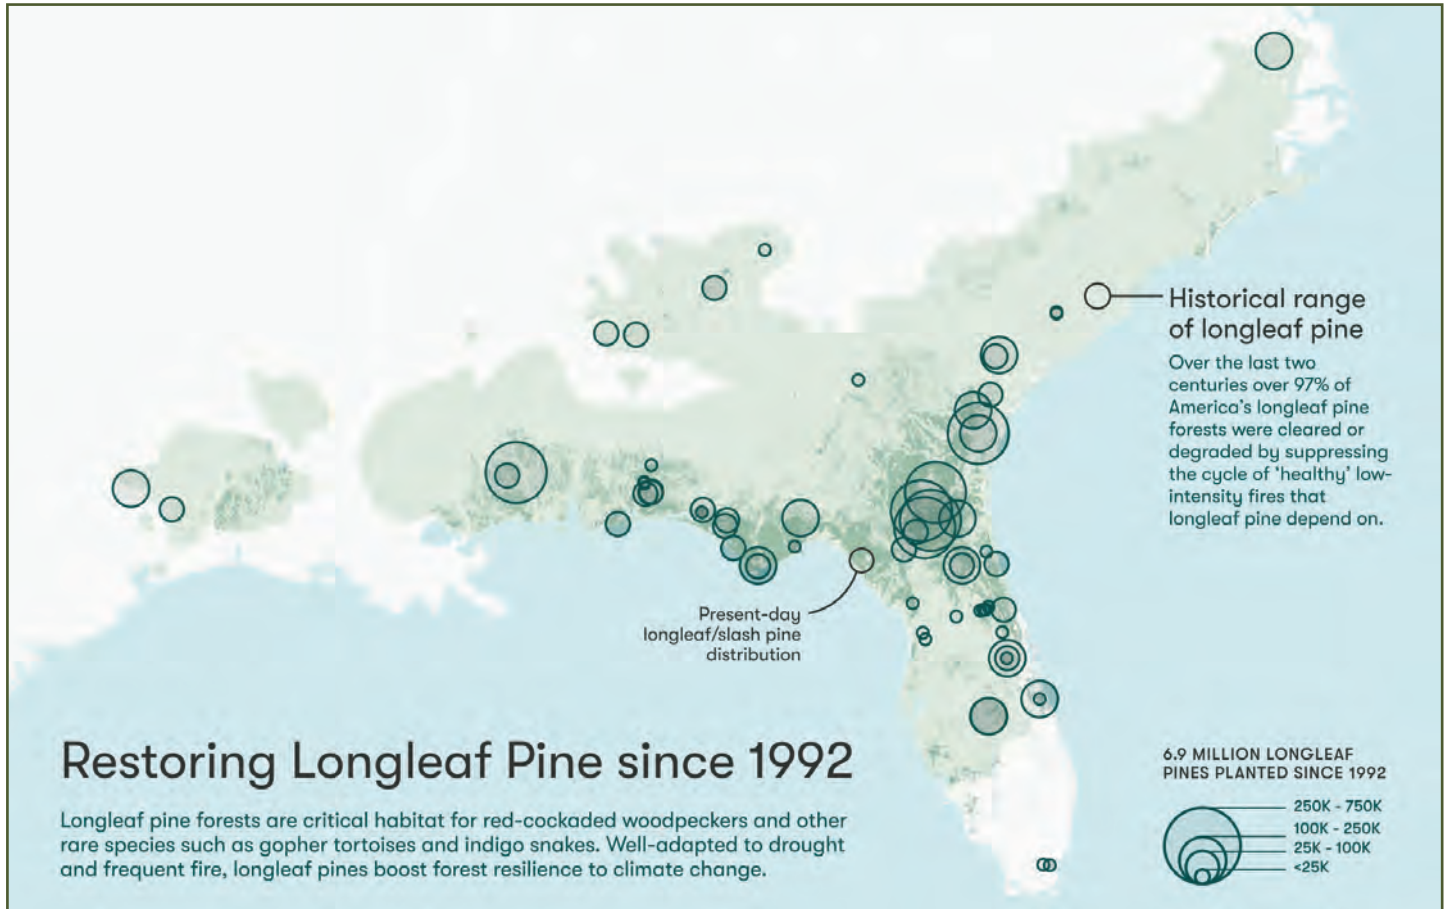 Historical range
of longleaf pine
Over the last two
centuries over 97% of
America's longleaf pine
forests were cleared or
degraded by suppressing
the cycle of 'healthy' low-
intensity fires that
longleaf pine depend on.
Present-day
longleaf/slash pine
distribution
Restoring Longleaf Pine since 1992
Longleaf pine forests are critical habitat for red-cockaded woodpeckers and other
rare species such as gopher tortoises and indigo snakes. Well-adapted to drought
and frequent fire, longleaf pines boost forest resilience to climate change.
6.9 MILLION LONGLEAF
PINES PLANTED SINCE 1992
250K - 750K
100K - 250K
25K - 100K
<25K